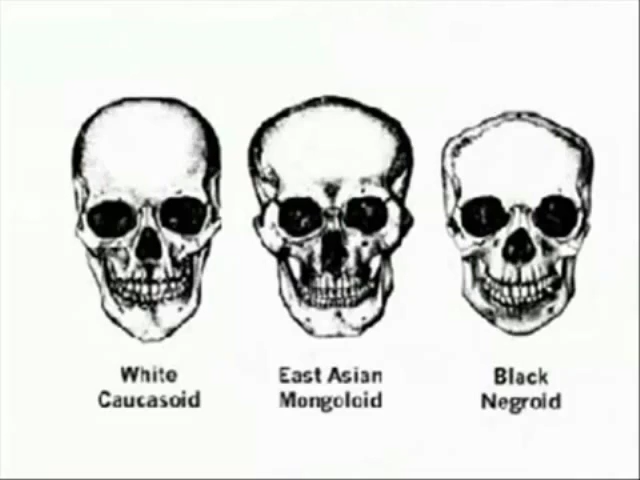 White
Caucasoid
East Asian
Mongoloid
Black
Negroid